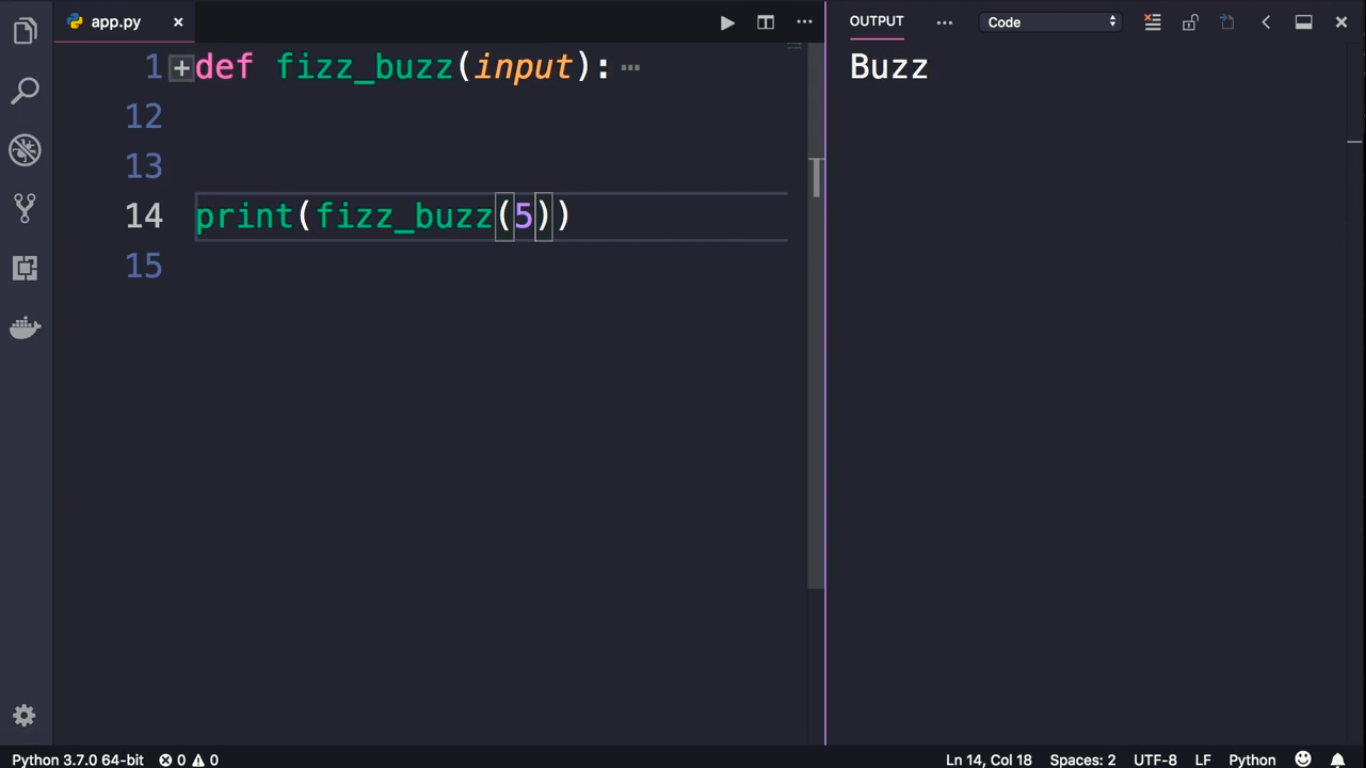 app.py
OUTPUT
Code
1 def fizz_buzz(input):
12
13
14 print(fizz_buzz(5))
15
Buzz
Python 3.7.0 64-bit 0 0 Ln 14, Col 18 Spaces: 2 UTF-8 LF Python